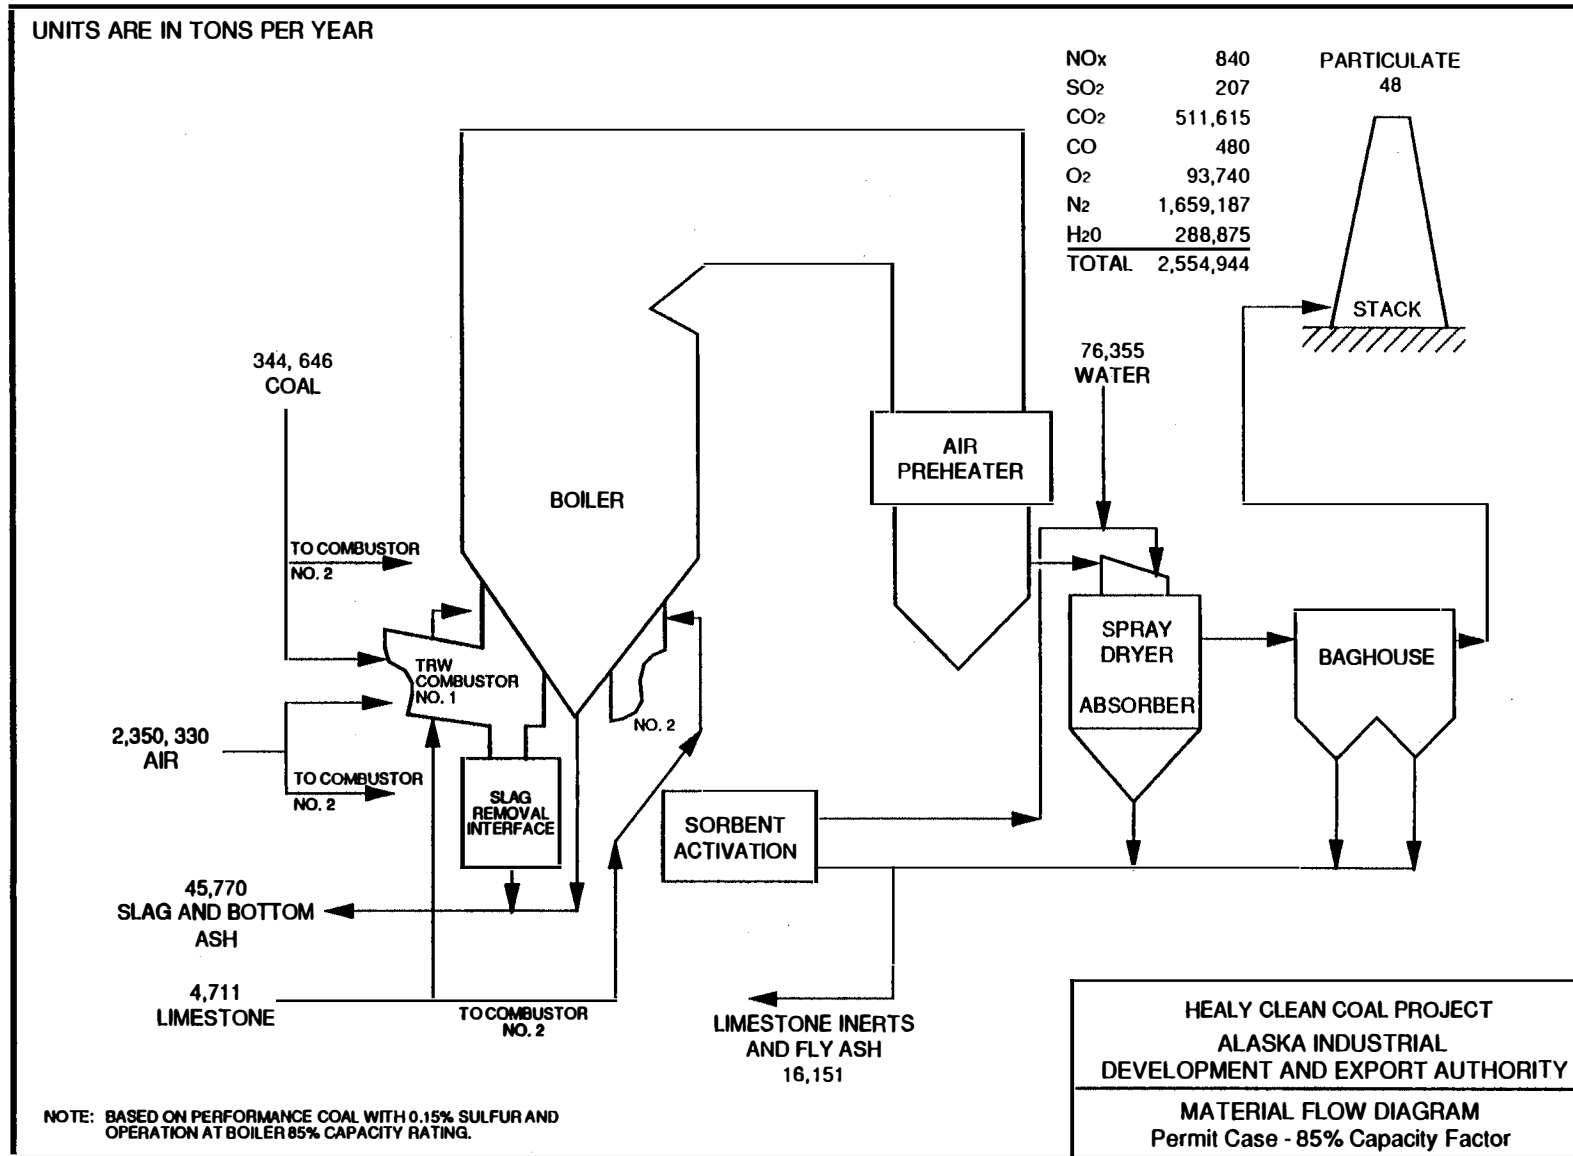 UNITS ARE IN TONS PER YEAR
NOx 840
SO2 207
CO2 511,615
CO 480
O2 93,740
N2 1,659,187
H20 288,875
TOTAL 2,554,944
PARTICULATE
48
STACK
344, 646
COAL
76,355
WATER
AIR
PREHEATER
BOILER
TO COMBUSTOR
NO. 2
TRW
COMBUSTOR
NO. 1
NO. 2
SPRAY
DRYER
ABSORBER
BAGHOUSE
2,350, 330
AIR
TO COMBUSTOR
NO. 2
SLAG
REMOVAL
INTERFACE
SORBENT
ACTIVATION
45,770
SLAG AND BOTTOM
ASH
4,711
LIMESTONE
TO COMBUSTOR
NO. 2
LIMESTONE INERTS
AND FLY ASH
16,151
HEALY CLEAN COAL PROJECT
ALASKA INDUSTRIAL
DEVELOPMENT AND EXPORT AUTHORITY
MATERIAL FLOW DIAGRAM
Permit Case - 85% Capacity Factor
NOTE: BASED ON PERFORMANCE COAL WITH 0.15% SULFUR AND
OPERATION AT BOILER 85% CAPACITY RATING.